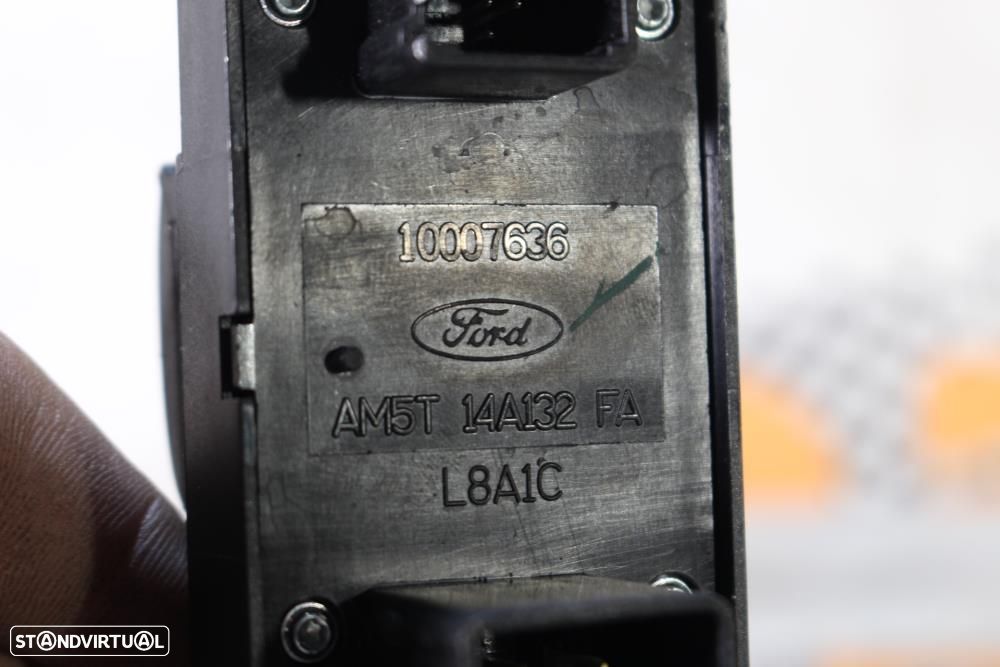 10007636
Ford
AM5T 14A132 FA
L8A1C
STANDVIRTUAL